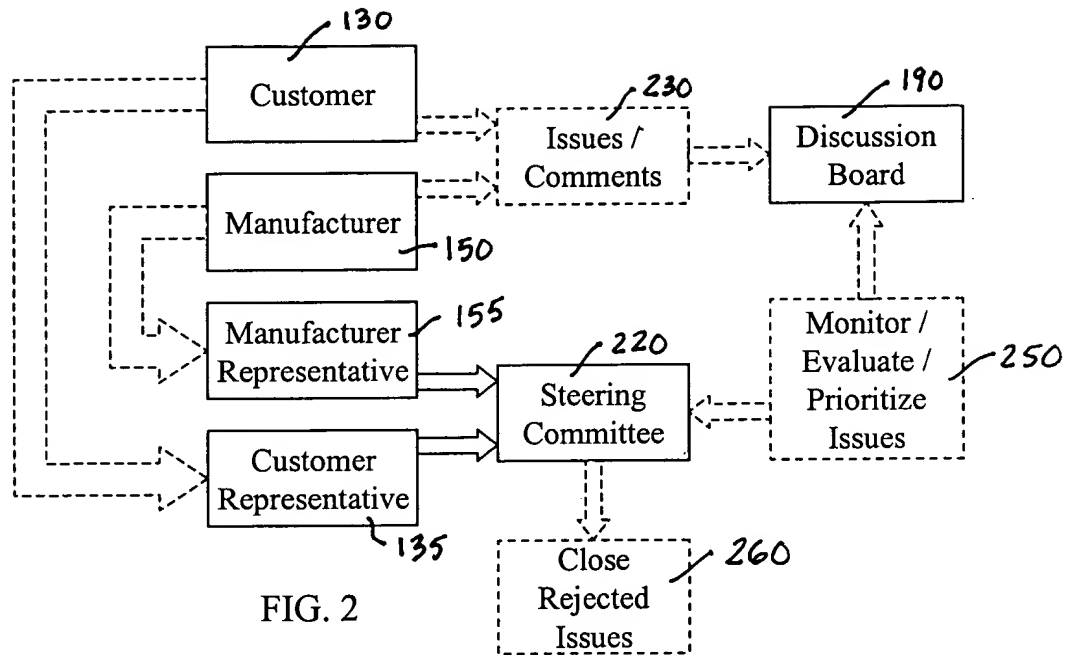 130
Customer
230
Issues /
Comments
190
Discussion
Board
Manufacturer
150
Manufacturer
Representative
155
220
Steering
Committee
Monitor /
Evaluate /
Prioritize
Issues
250
Customer
Representative
135
Close
Rejected
Issues
260
FIG. 2